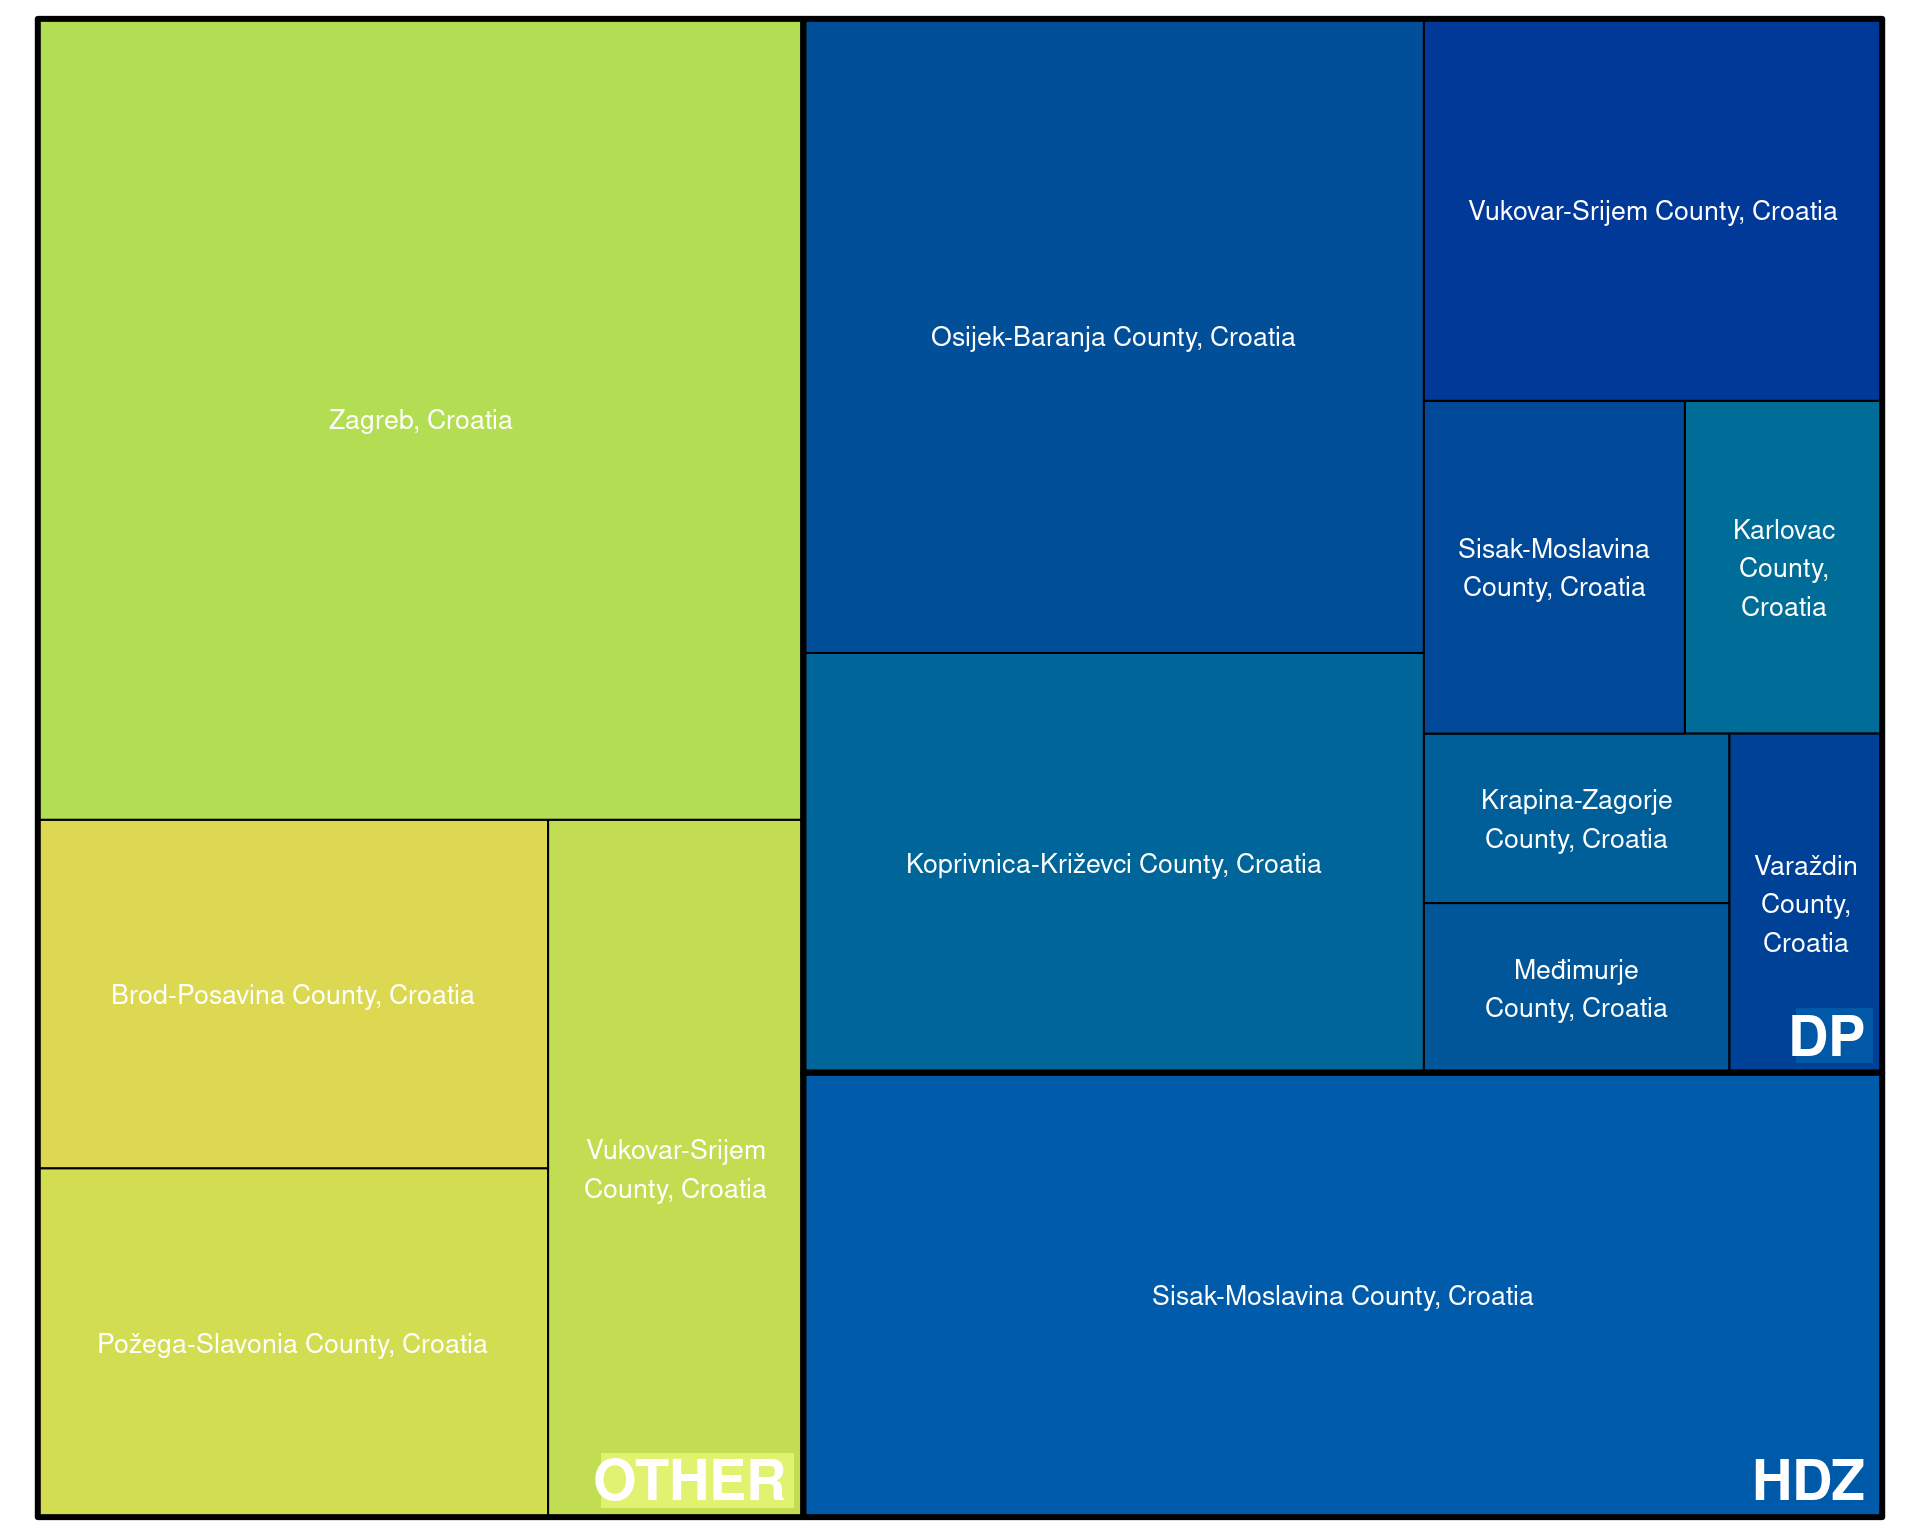 Zagreb, Croatia
Brod-Posavina County, Croatia
Požega-Slavonia County, Croatia
Vukovar-Srijem
County, Croatia
OTHER
Osijek-Baranja County, Croatia
Koprivnica-Križevci County, Croatia
Vukovar-Srijem County, Croatia
Sisak-Moslavina
County, Croatia
Karlovac
County,
Croatia
Krapina-Zagorje
County, Croatia
Međimurje
County, Croatia
Varaždin
County,
Croatia
DP
Sisak-Moslavina County, Croatia
HDZ